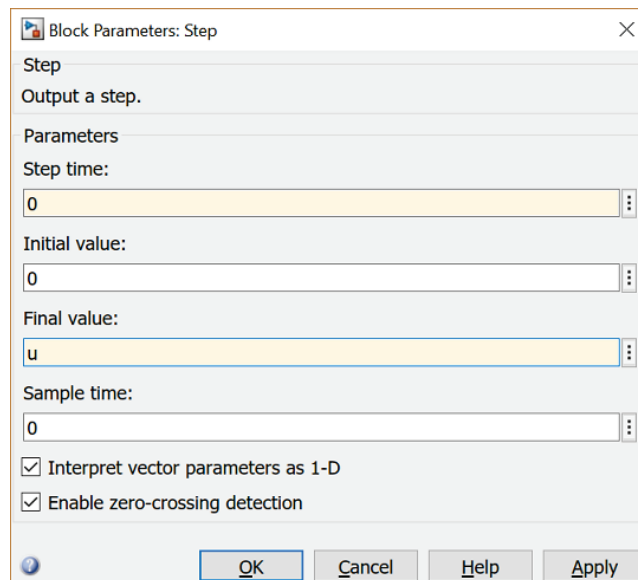 Block Parameters: Step
Step
Output a step.
Parameters
Step time:
0
Initial value:
0
Final value:
u
Sample time:
0
Interpret vector parameters as 1-D
Enable zero-crossing detection
OK Cancel Help Apply